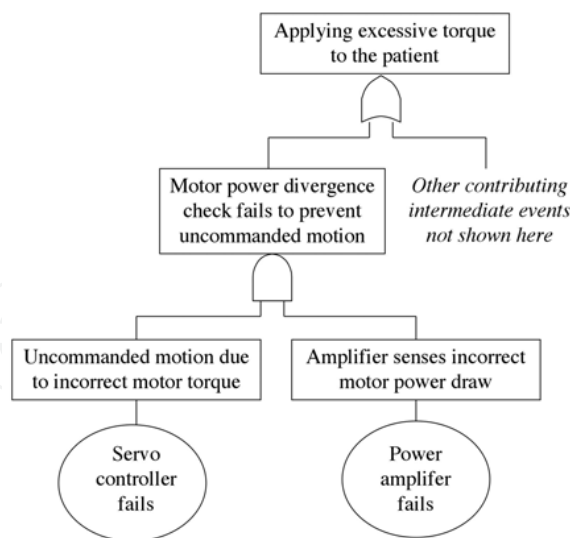 Applying excessive torque
to the patient
Motor power divergence
check fails to prevent
uncommanded motion
Other contributing
intermediate events
not shown here
Uncommanded motion due
to incorrect motor torque
Amplifier senses incorrect
motor power draw
Servo
controller
fails
Power
amplifer
fails